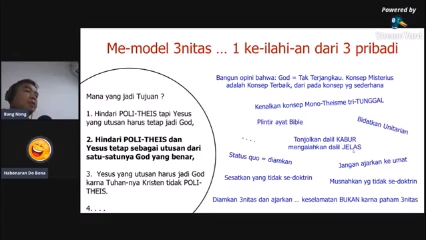 Powered by
StreamYard
Me-model 3nitas ... 1 ke-ilahi-an dari 3 pribadi
Bang Nong
Habonaran Do Bona
Mana yang jadi Tujuan ?
1. Hindari POLI-THEIS tapi Yesus
yang utusan harus tetap jadi God,
2. Hindari POLI-THEIS dan
Yesus tetap sebagai utusan dari
satu-satunya God yang benar,
3. Yesus yang utusan harus jadi God
karna Tuhan-nya Kristen tidak POLI-
THEIS.
4. . . .
Bangun opini bahwa: God = Tak Terjangkau. Konsep Misterius
adalah Konsep Terbaik, dari pada konsep yg sederhana
Kenalkan konsep Mono-Theisme tri-TUNGGAL
Plintir ayat Bible
Bidatkan Unitarian
. . . .
Tonjolkan dalil KABUR
mengalahkan dalil JELAS
Status quo = diamkan
Jangan ajarkan ke umat
Sesatkan yang tidak se-doktrin
Musnahkan yg tidak se-doktrin
Diamkan 3nitas dan ajarkan ... keselamatan BUKAN karna paham 3nitas